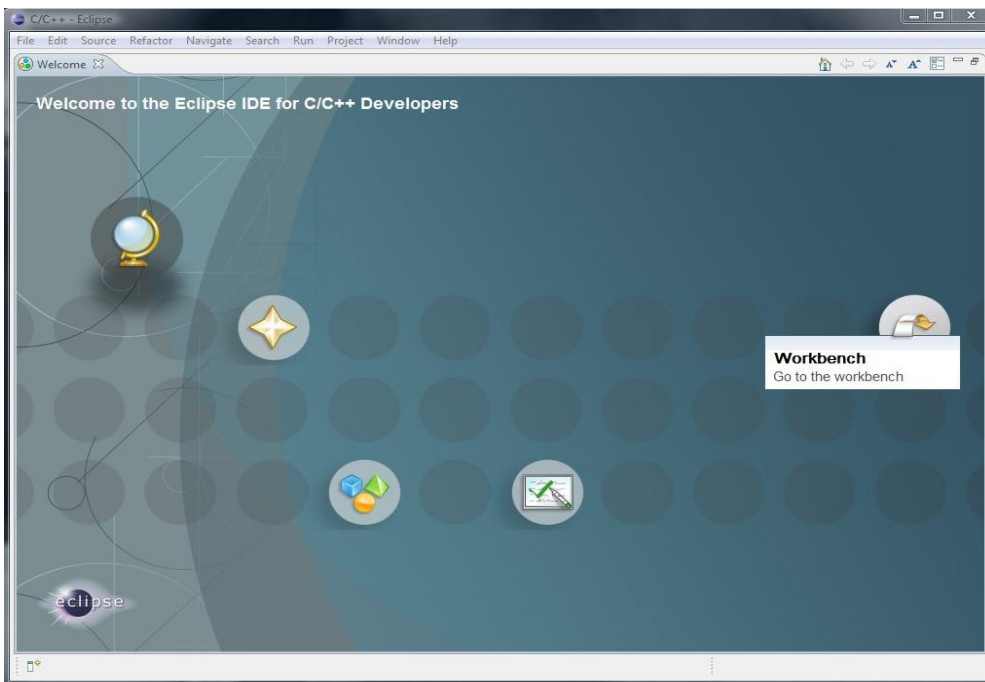 C/C++ - Eclipse
File Edit Source Refactor Navigate Search Run Project Window Help
Welcome
Welcome to the Eclipse IDE for C/C++ Developers
Workbench
Go to the workbench
eclipse